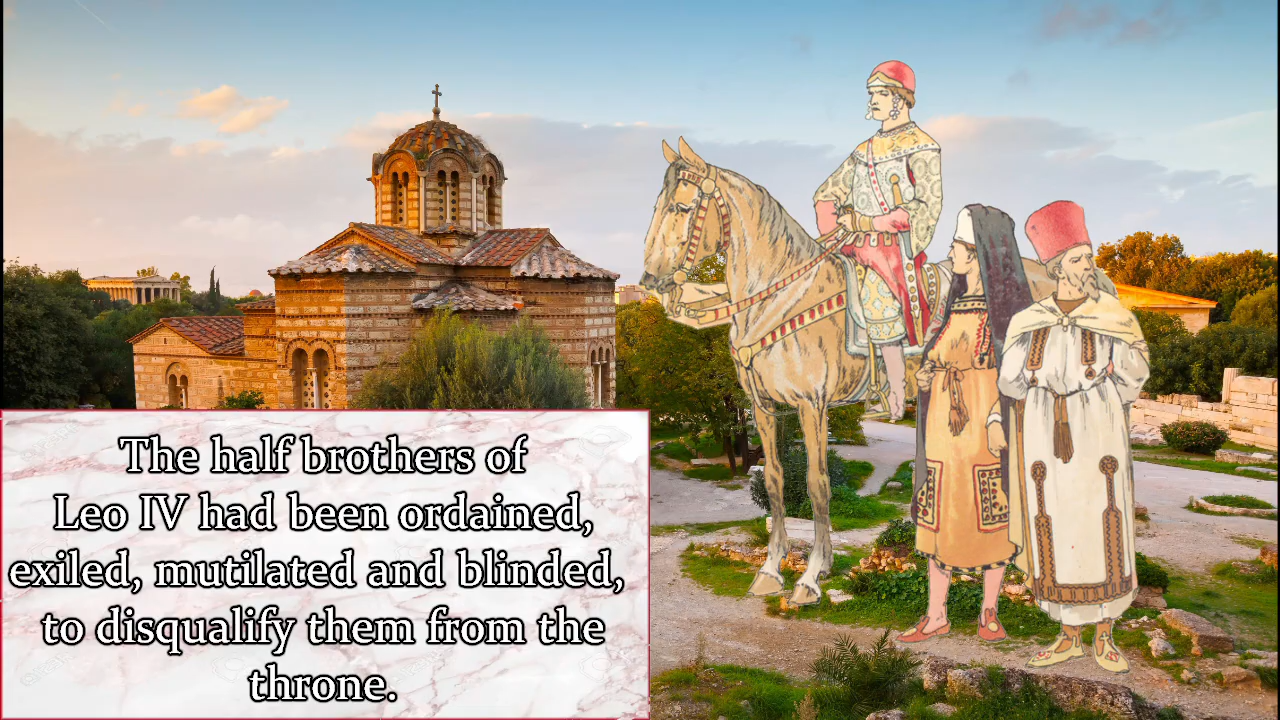 The half brothers of
Leo IV had been ordained,
exiled, mutilated and blinded,
to disqualify them from the
throne.